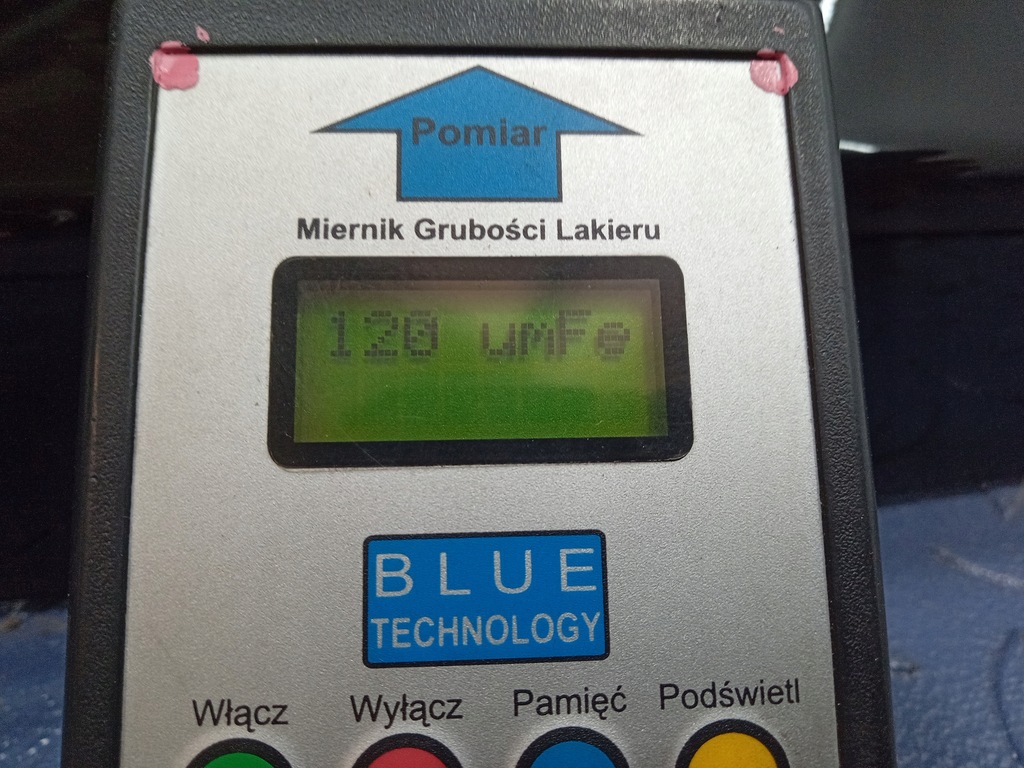 Pomiar
Miernik Grubości Lakieru
120 umFe
BLUE
TECHNOLOGY
Włącz Wyłącz Pamięć Podświetl